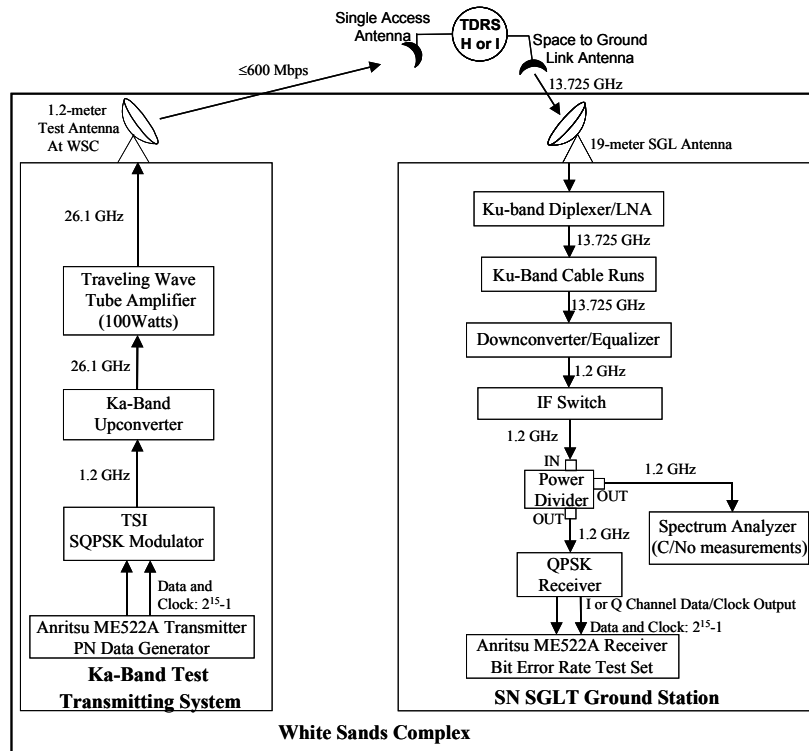 Single Access
Antenna
TDRS
H or I
Space to Ground
Link Antenna
≤600 Mbps
13.725 GHz
1.2-meter
Test Antenna
At WSC
19-meter SGL Antenna
26.1 GHz
Traveling Wave
Tube Amplifier
(100Watts)
26.1 GHz
Ka-Band
Upconverter
1.2 GHz
TSI
SQPSK Modulator
Data and
Clock: 2¹⁵-1
Anritsu ME522A Transmitter
PN Data Generator
Ka-Band Test
Transmitting System
Ku-band Diplexer/LNA
13.725 GHz
Ku-Band Cable Runs
13.725 GHz
Downconverter/Equalizer
1.2 GHz
IF Switch
1.2 GHz
IN
Power
Divider
OUT
1.2 GHz
OUT
Spectrum Analyzer
(C/No measurements)
1.2 GHz
QPSK
Receiver
I or Q Channel Data/Clock Output
Data and Clock: 2¹⁵-1
Anritsu ME522A Receiver
Bit Error Rate Test Set
SN SGLT Ground Station
White Sands Complex